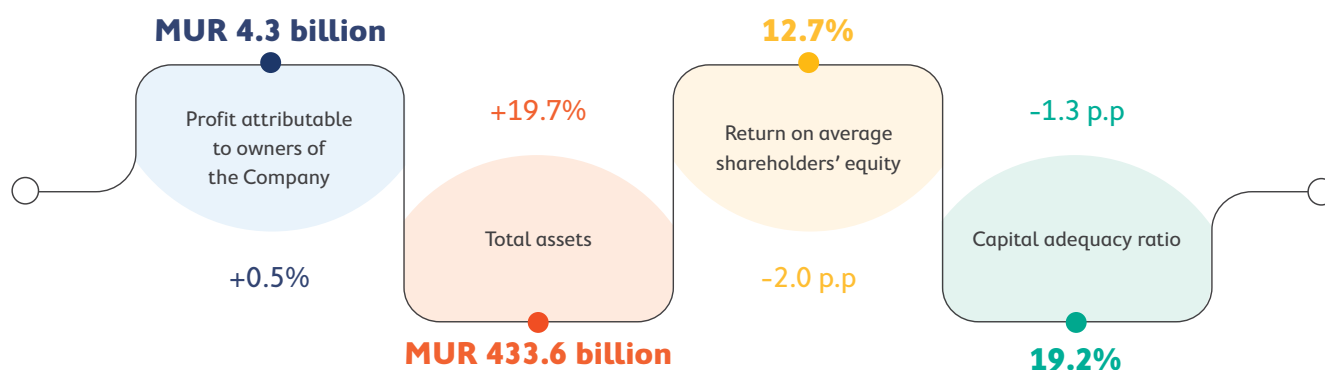 MUR 4.3 billion
Profit attributable
to owners of
the Company
+0.5%
+19.7%
Total assets
MUR 433.6 billion
12.7%
Return on average
shareholders’ equity
-2.0 p.p
-1.3 p.p
Capital adequacy ratio
19.2%